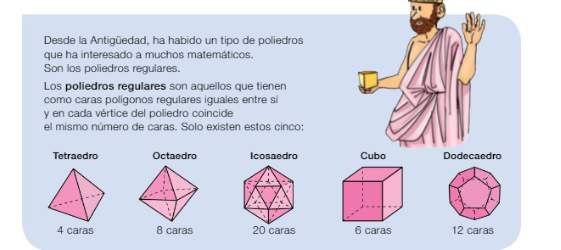 Desde la Antigüedad, ha habido un tipo de poliedros
que ha interesado a muchos matemáticos.
Son los poliedros regulares.
Los poliedros regulares son aquellos que tienen
como caras polígonos regulares iguales entre sí
y en cada vértice del poliedro coincide
el mismo número de caras. Solo existen estos cinco:
Tetraedro Octaedro Icosaedro Cubo Dodecaedro
4 caras 8 caras 20 caras 6 caras 12 caras